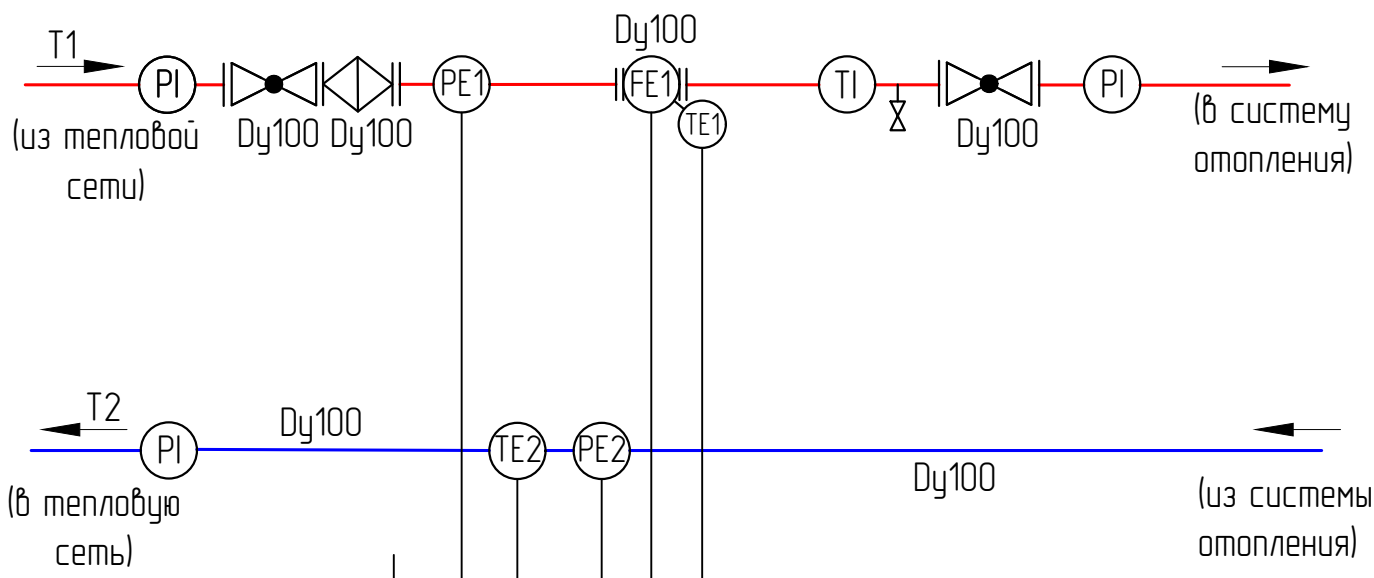 Dy100
T1
PI
PE1
FE1
TI
PI
TE1
(из тепловой
сети)
Dy100 Dy100
Dy100
(в систему
отопления)
T2
Dy100
PI
TE2
PE2
Dy100
(в тепловую
сеть)
(из системы
отопления)